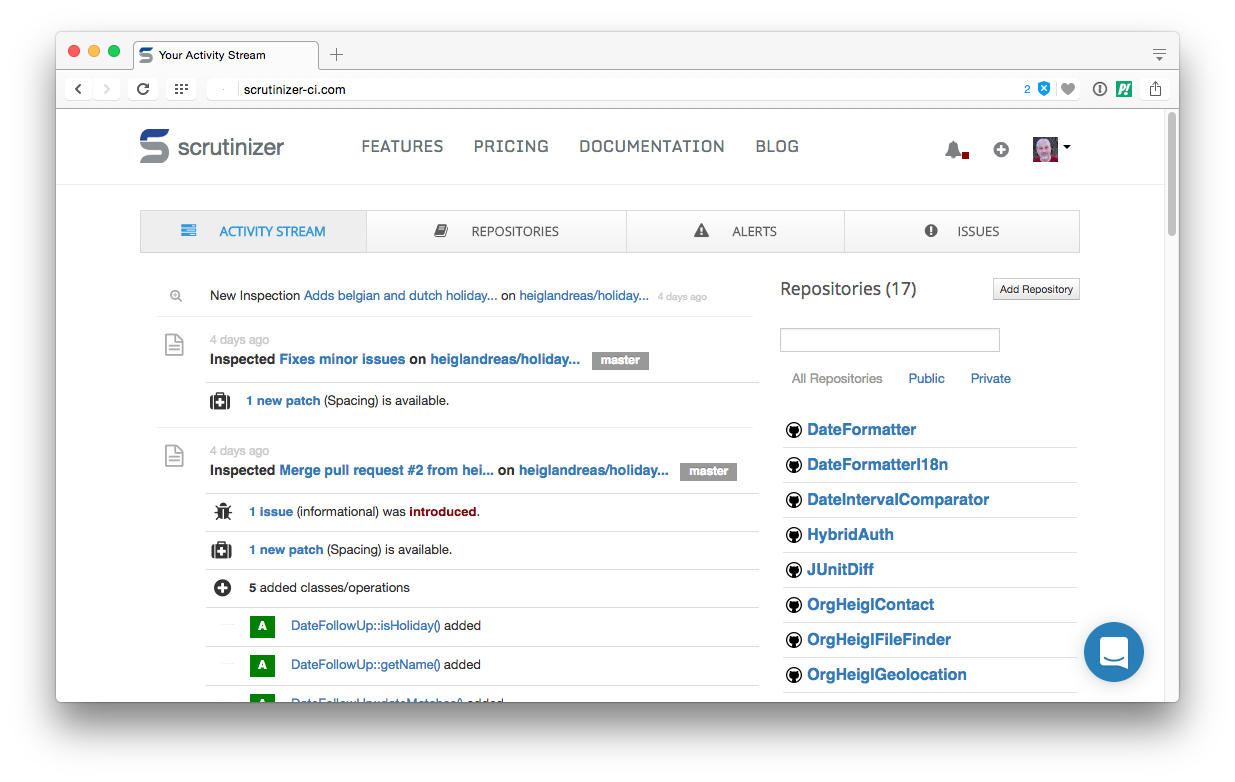 Your Activity Stream
scrutinizer-ci.com
2
scrutinizer
FEATURES PRICING DOCUMENTATION BLOG
ACTIVITY STREAM REPOSITORIES ALERTS ISSUES
New Inspection Adds belgian and dutch holiday... on heiglandreas/holiday... 4 days ago
4 days ago
Inspected Fixes minor issues on heiglandreas/holiday... master
1 new patch (Spacing) is available.
4 days ago
Inspected Merge pull request #2 from hei... on heiglandreas/holiday... master
1 issue (informational) was introduced.
1 new patch (Spacing) is available.
5 added classes/operations
A DateFollowUp::isHoliday() added
A DateFollowUp::getName() added
A DateFollowUp::dateMatches() added
Repositories (17) Add Repository
All Repositories Public Private
DateFormatter
DateFormatterI18n
DateIntervalComparator
HybridAuth
JUnitDiff
OrgHeiglContact
OrgHeiglFileFinder
OrgHeiglGeolocation